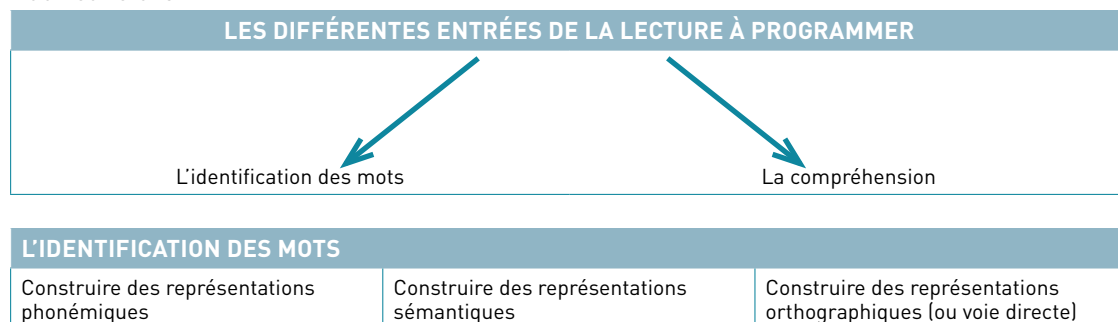 LES DIFFÉRENTES ENTRÉES DE LA LECTURE À PROGRAMMER
L'identification des mots
La compréhension
L'IDENTIFICATION DES MOTS
Construire des représentations
phonémiques
Construire des représentations
sémantiques
Construire des représentations
orthographiques (ou voie directe)